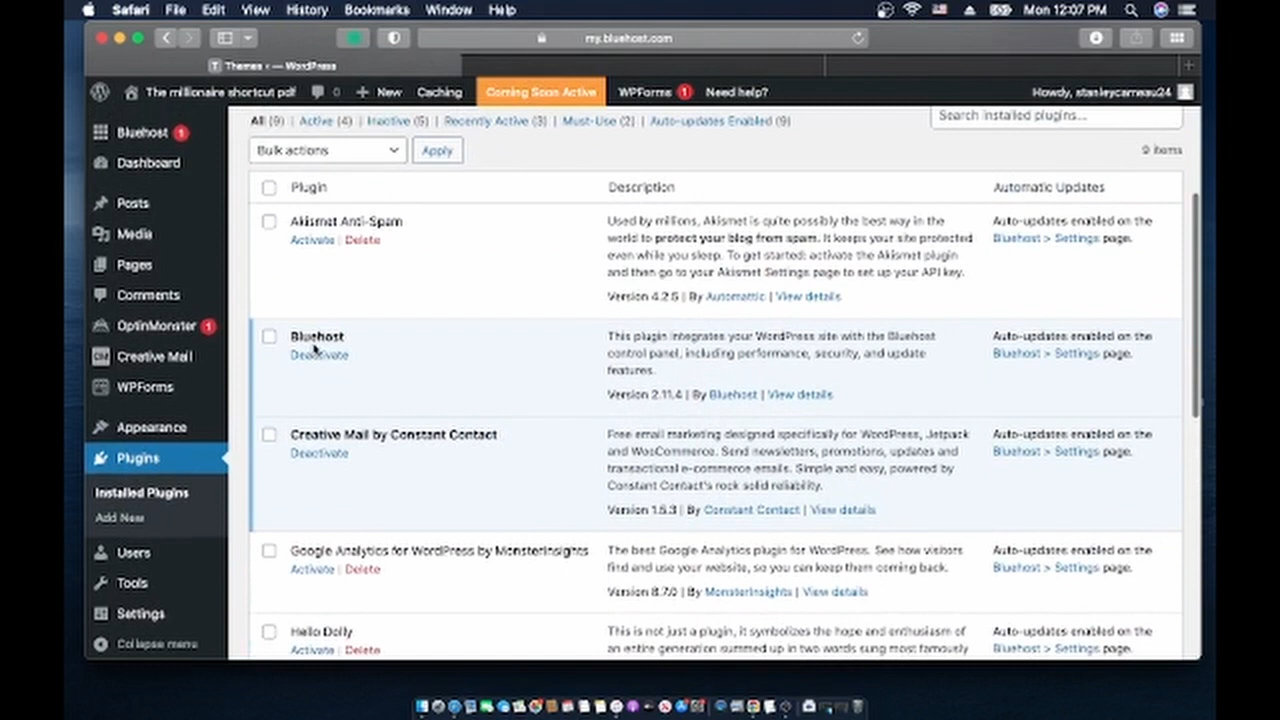 Safari File Edit View History Bookmarks Window Help Mon 12:07 PM
my.bluehost.com
Themes ‹ — WordPress
The millionaire shortcut pdf 0 + New Caching Coming Soon Active WPForms 1 Need help? Howdy, stanleycarneau24
All (9) | Active (4) | Inactive (5) | Recently Active (3) | Must-Use (2) | Auto-updates Enabled (9)
Search installed plugins...
Bulk actions Apply 9 items
Bluehost 1
Dashboard
Posts
Media
Pages
Comments
OptinMonster 1
CM Creative Mail
WPForms
Appearance
Plugins
Installed Plugins
Add New
Users
Tools
Settings
Collapse menu
Plugin Description Automatic Updates
Akismet Anti-Spam
Activate | Delete
Used by millions, Akismet is quite possibly the best way in the
world to protect your blog from spam. It keeps your site protected
even while you sleep. To get started: activate the Akismet plugin
and then go to your Akismet Settings page to set up your API key.
Version 4.2.5 | By Automattic | View details
Auto-updates enabled on the
Bluehost > Settings page.
Bluehost
Deactivate
This plugin integrates your WordPress site with the Bluehost
control panel, including performance, security, and update
features.
Version 2.11.4 | By Bluehost | View details
Auto-updates enabled on the
Bluehost > Settings page.
Creative Mail by Constant Contact
Deactivate
Free email marketing designed specifically for WordPress, Jetpack
and WooCommerce. Send newsletters, promotions, updates and
transactional e-commerce emails. Simple and easy, powered by
Constant Contact's rock solid reliability.
Version 1.5.3 | By Constant Contact | View details
Auto-updates enabled on the
Bluehost > Settings page.
Google Analytics for WordPress by MonsterInsights
Activate | Delete
The best Google Analytics plugin for WordPress. See how visitors
find and use your website, so you can keep them coming back.
Version 8.7.0 | By MonsterInsights | View details
Auto-updates enabled on the
Bluehost > Settings page.
Hello Dolly
Activate | Delete
This is not just a plugin, it symbolizes the hope and enthusiasm of
an entire generation summed up in two words sung most famously
Auto-updates enabled on the
Bluehost > Settings page.